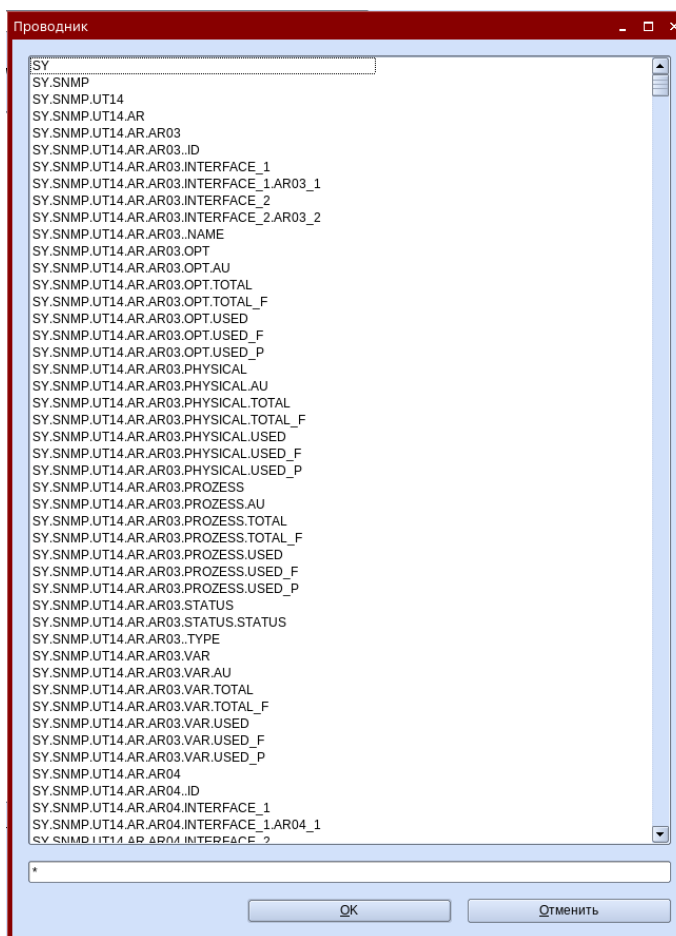 Проводник
SY
SY.SNMP
SY.SNMP.UT14
SY.SNMP.UT14.AR
SY.SNMP.UT14.AR.AR03
SY.SNMP.UT14.AR.AR03..ID
SY.SNMP.UT14.AR.AR03.INTERFACE_1
SY.SNMP.UT14.AR.AR03.INTERFACE_1.AR03_1
SY.SNMP.UT14.AR.AR03.INTERFACE_2
SY.SNMP.UT14.AR.AR03.INTERFACE_2.AR03_2
SY.SNMP.UT14.AR.AR03..NAME
SY.SNMP.UT14.AR.AR03.OPT
SY.SNMP.UT14.AR.AR03.OPT.AU
SY.SNMP.UT14.AR.AR03.OPT.TOTAL
SY.SNMP.UT14.AR.AR03.OPT.TOTAL_F
SY.SNMP.UT14.AR.AR03.OPT.USED
SY.SNMP.UT14.AR.AR03.OPT.USED_F
SY.SNMP.UT14.AR.AR03.OPT.USED_P
SY.SNMP.UT14.AR.AR03.PHYSICAL
SY.SNMP.UT14.AR.AR03.PHYSICAL.AU
SY.SNMP.UT14.AR.AR03.PHYSICAL.TOTAL
SY.SNMP.UT14.AR.AR03.PHYSICAL.TOTAL_F
SY.SNMP.UT14.AR.AR03.PHYSICAL.USED
SY.SNMP.UT14.AR.AR03.PHYSICAL.USED_F
SY.SNMP.UT14.AR.AR03.PHYSICAL.USED_P
SY.SNMP.UT14.AR.AR03.PROZESS
SY.SNMP.UT14.AR.AR03.PROZESS.AU
SY.SNMP.UT14.AR.AR03.PROZESS.TOTAL
SY.SNMP.UT14.AR.AR03.PROZESS.TOTAL_F
SY.SNMP.UT14.AR.AR03.PROZESS.USED
SY.SNMP.UT14.AR.AR03.PROZESS.USED_F
SY.SNMP.UT14.AR.AR03.PROZESS.USED_P
SY.SNMP.UT14.AR.AR03.STATUS
SY.SNMP.UT14.AR.AR03.STATUS.STATUS
SY.SNMP.UT14.AR.AR03..TYPE
SY.SNMP.UT14.AR.AR03.VAR
SY.SNMP.UT14.AR.AR03.VAR.AU
SY.SNMP.UT14.AR.AR03.VAR.TOTAL
SY.SNMP.UT14.AR.AR03.VAR.TOTAL_F
SY.SNMP.UT14.AR.AR03.VAR.USED
SY.SNMP.UT14.AR.AR03.VAR.USED_F
SY.SNMP.UT14.AR.AR03.VAR.USED_P
SY.SNMP.UT14.AR.AR04
SY.SNMP.UT14.AR.AR04..ID
SY.SNMP.UT14.AR.AR04.INTERFACE_1
SY.SNMP.UT14.AR.AR04.INTERFACE_1.AR04_1
SY.SNMP.UT14.AR.AR04.INTERFACE_2
*
OK Отменить